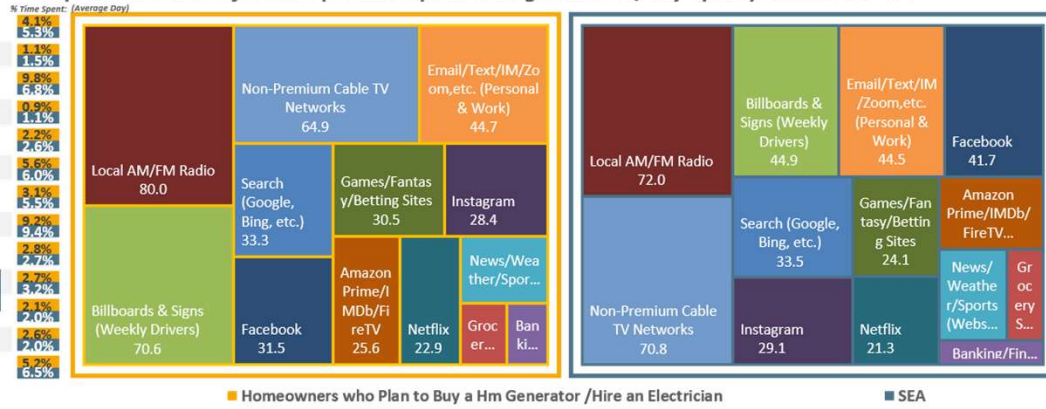 % Time Spent: (Average Day)
4.1%
5.3%
1.1%
1.5%
9.8%
6.8%
0.9%
1.1%
2.2%
2.6%
5.6%
6.0%
3.1%
5.5%
9.2%
9.4%
2.8%
2.7%
2.7%
3.2%
2.1%
2.0%
2.6%
2.0%
5.2%
6.5%
Local AM/FM Radio
80.0
Billboards & Signs
(Weekly Drivers)
70.6
Non-Premium Cable TV
Networks
64.9
Email/Text/IM/Zo
om,etc. (Personal
& Work)
44.7
Search
(Google,
Bing, etc.)
33.3
Games/Fantas
y/Betting Sites
30.5
Instagram
28.4
Facebook
31.5
Amazon
Prime/I
MDb/Fi
reTV
25.6
Netflix
22.9
News/Wea
ther/Spor...
Groc
er...
Ban
ki...
Local AM/FM Radio
72.0
Non-Premium Cable
TV Networks
70.8
Billboards &
Signs (Weekly
Drivers)
44.9
Email/Text/IM
/Zoom,etc.
(Personal &
Work)
44.5
Facebook
41.7
Search (Google,
Bing, etc.)
33.5
Games/Fan
tasy/Bettin
g Sites
24.1
Amazon
Prime/IMDb/
FireTV...
Instagram
29.1
Netflix
21.3
News/
Weathe
r/Sports
(Webs...
Gr
oc
ery
S...
Banking/Fin...
Homeowners who Plan to Buy a Hm Generator /Hire an Electrician
SEA